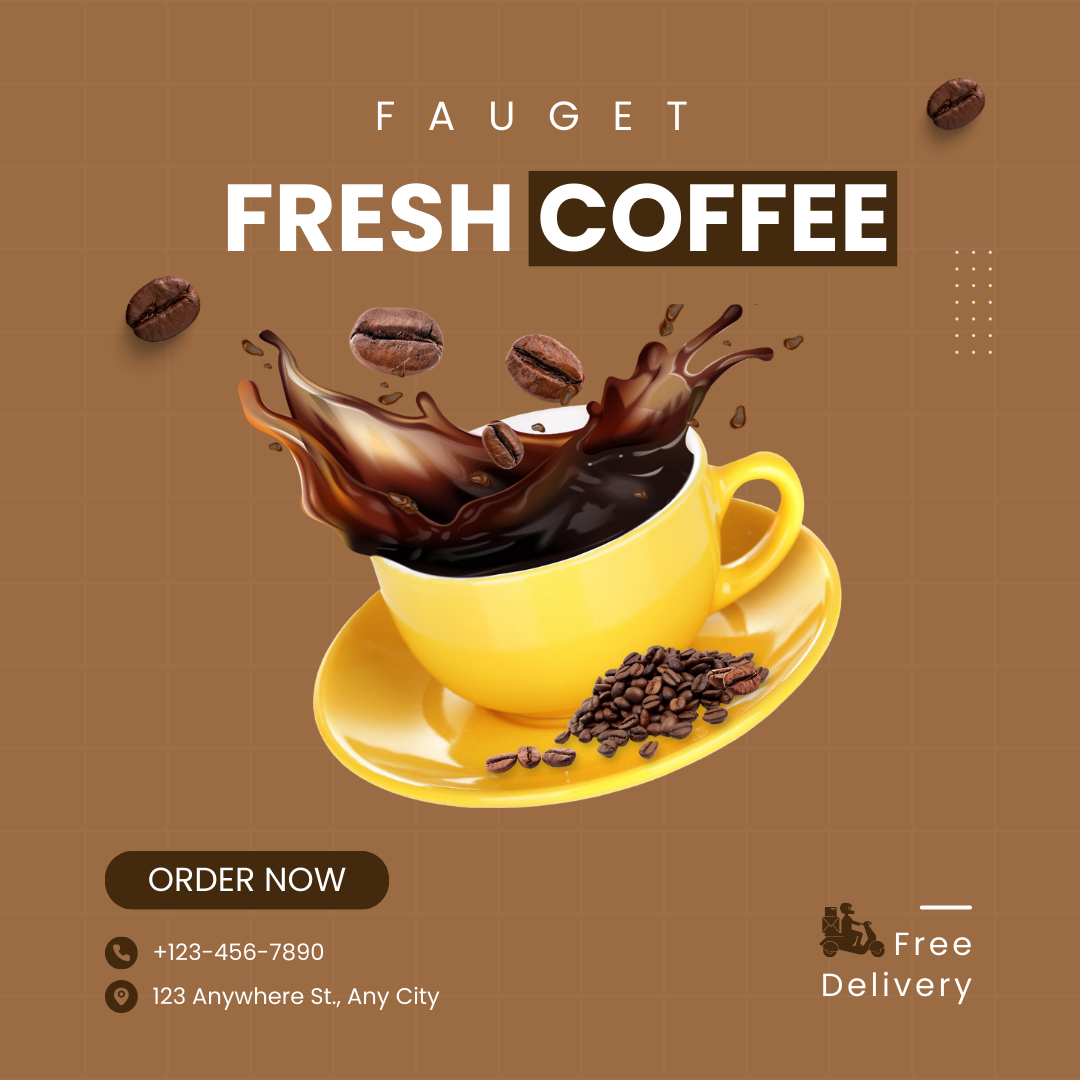 FAUGET
FRESH COFFEE
ORDER NOW
+123-456-7890
123 Anywhere St., Any City
Free
Delivery